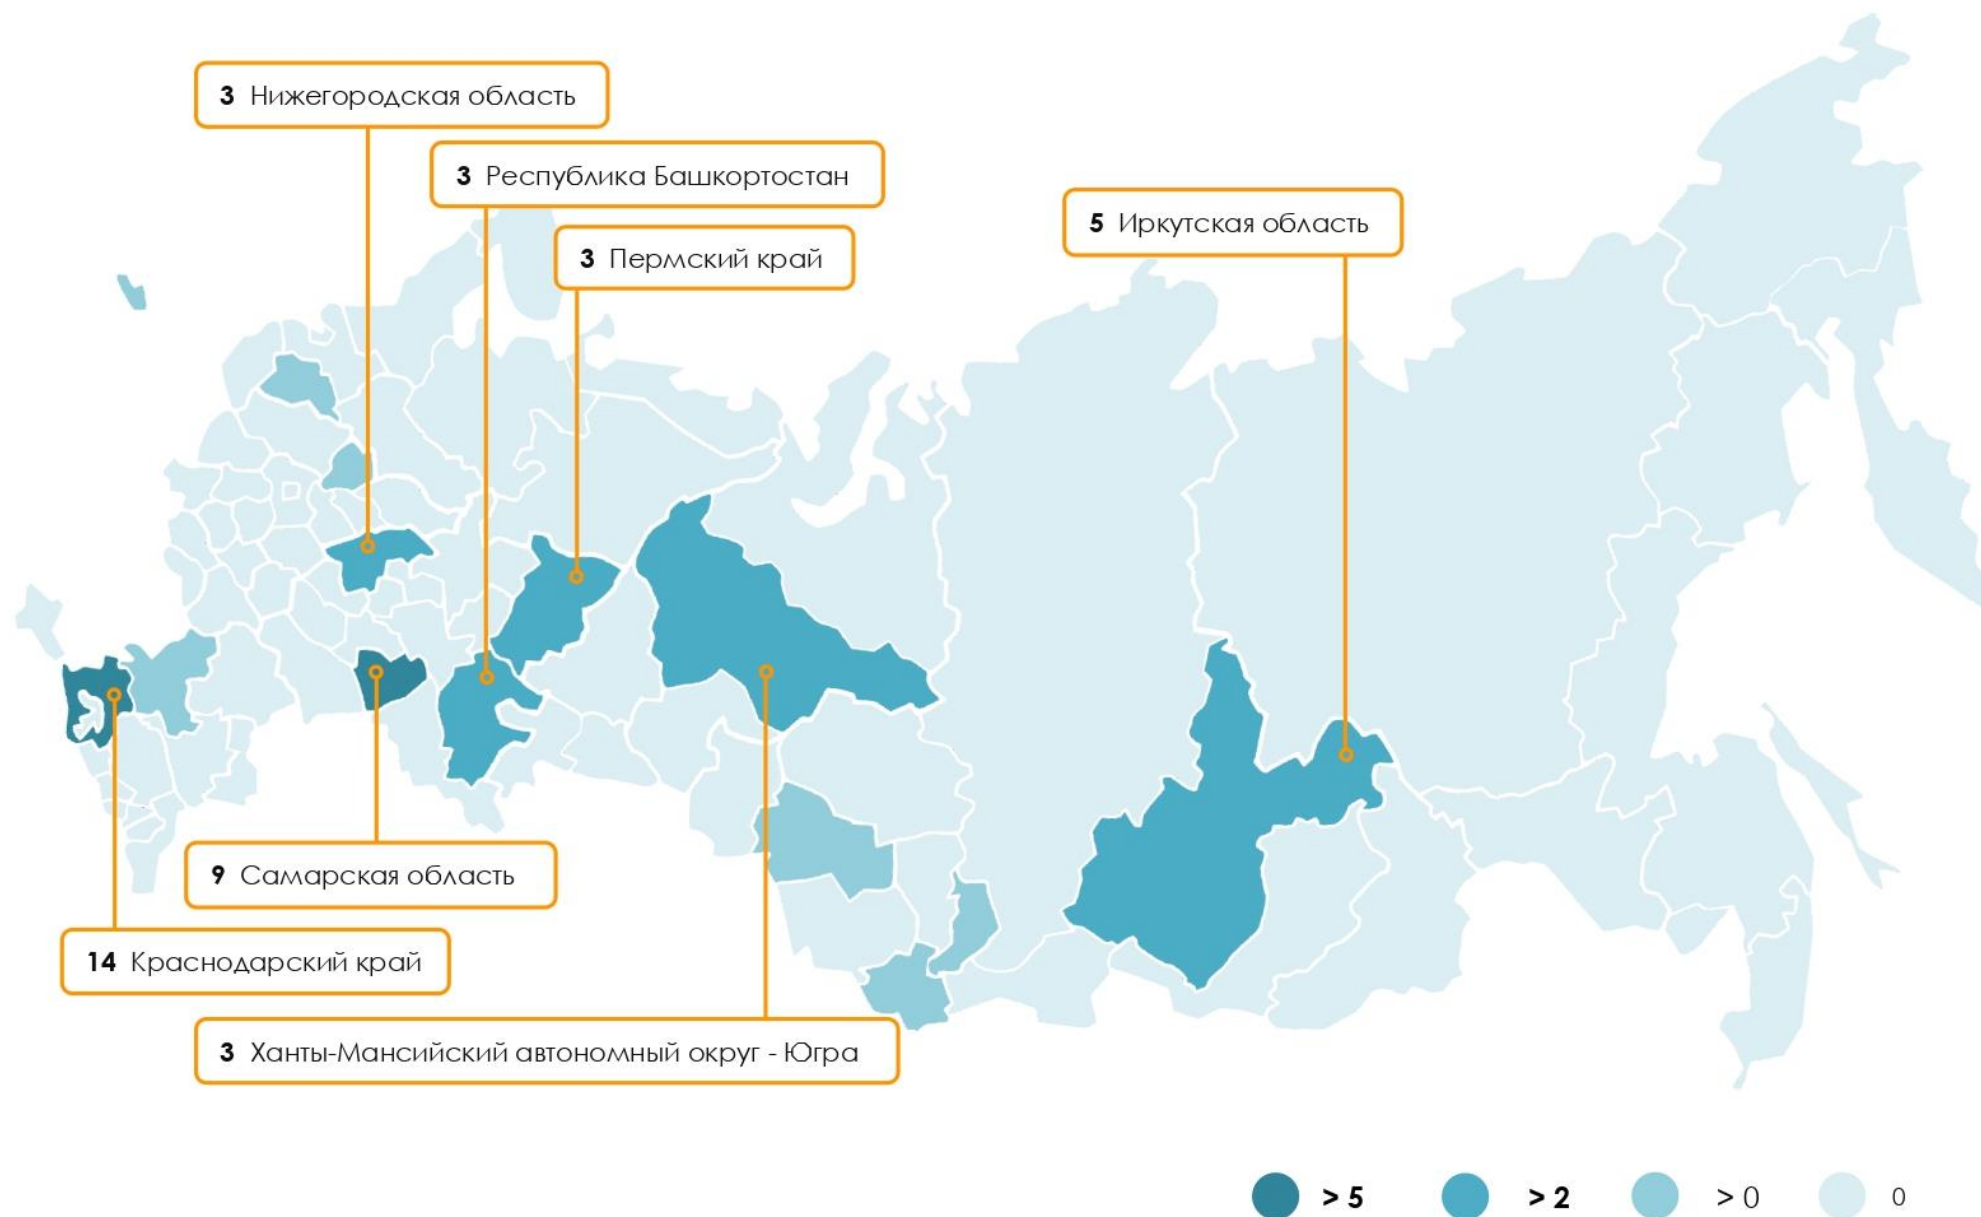 3 Нижегородская область
3 Республика Башкортостан
3 Пермский край
5 Иркутская область
9 Самарская область
14 Краснодарский край
3 Ханты-Мансийский автономный округ - Югра
> 5
> 2
> 0
0